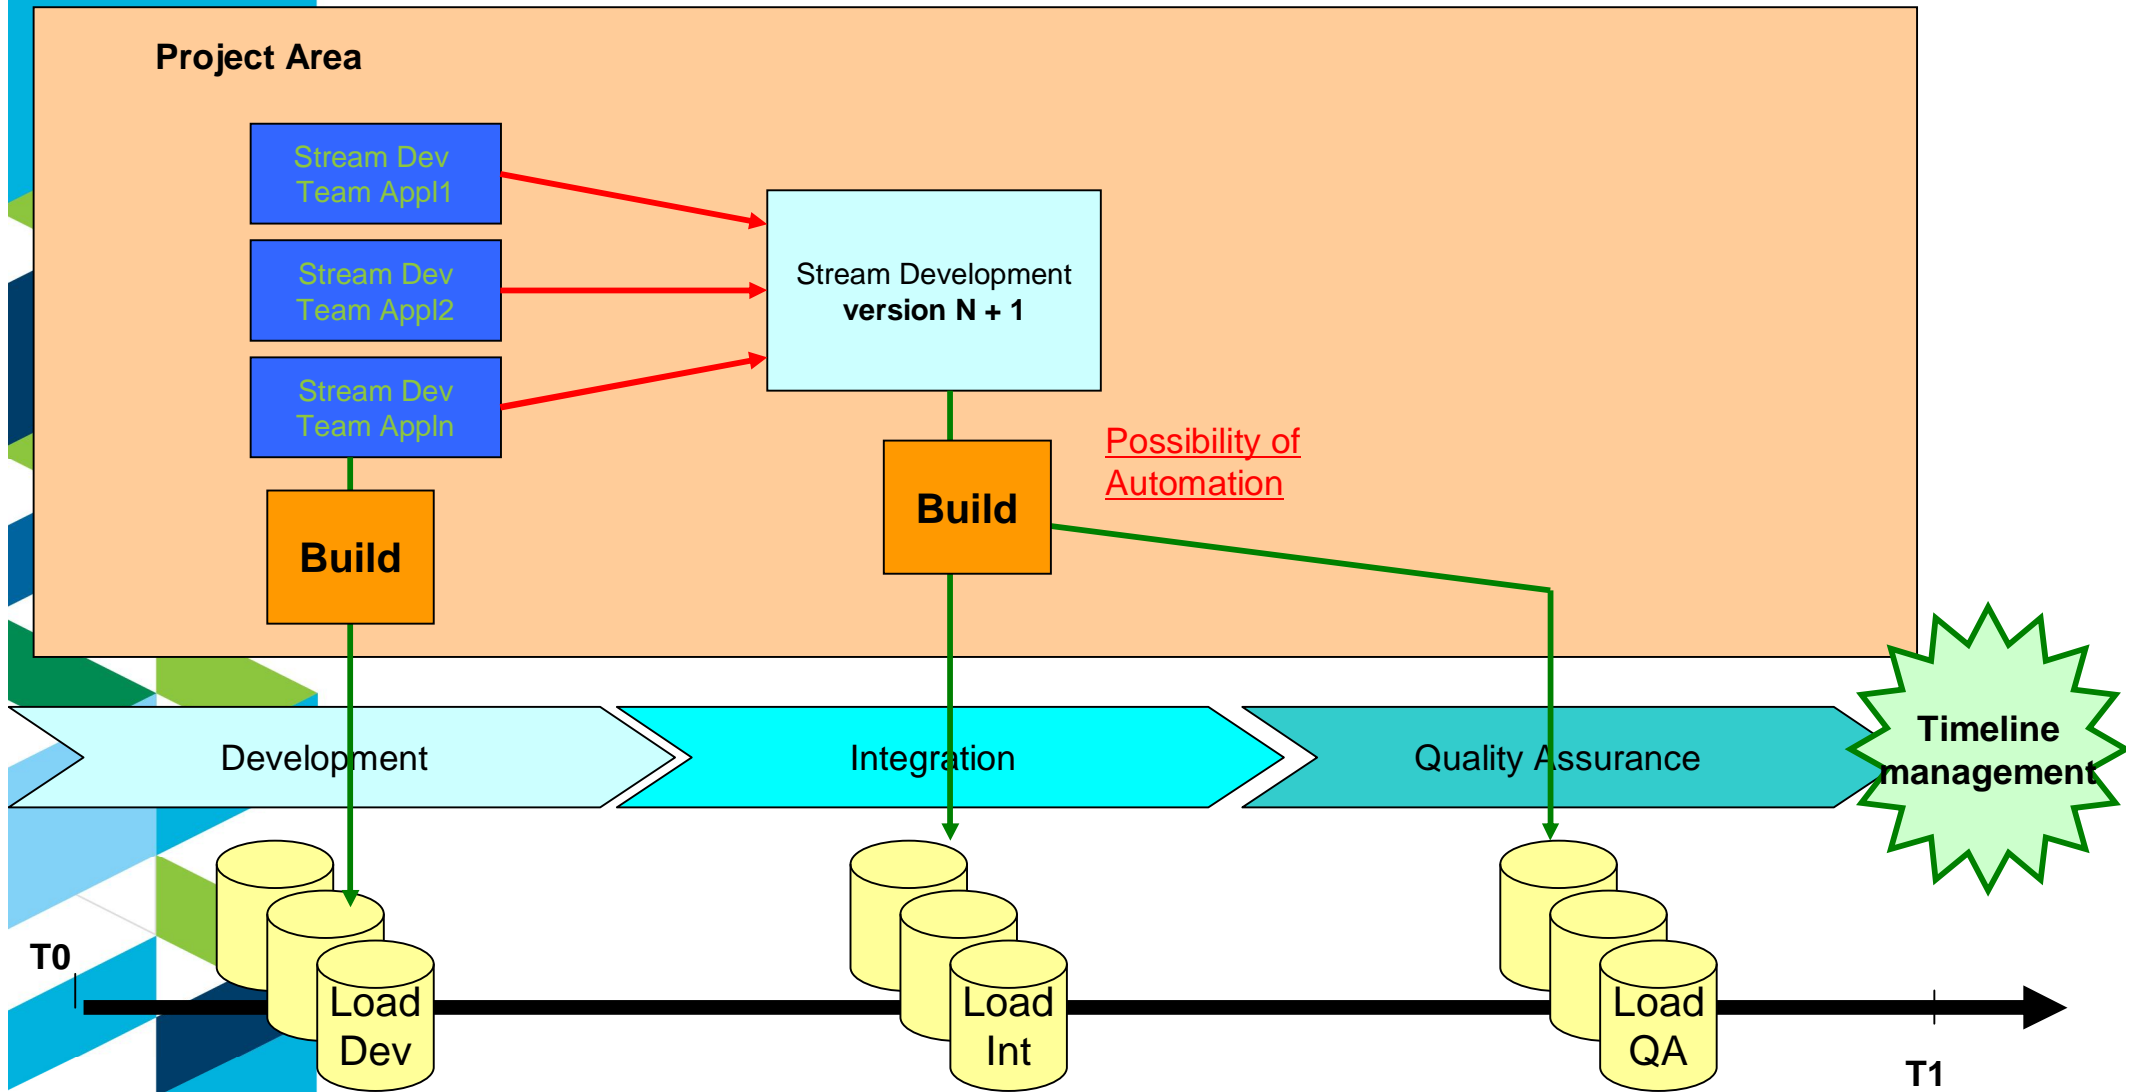 Project Area
Stream Dev
Team Appl1
Stream Dev
Team Appl2
Stream Dev
Team Appln
Stream Development
version N + 1
Possibility of
Automation
Build
Build
Development
Integration
Quality Assurance
Timeline
management
T0
Load
Dev
Load
Int
Load
QA
T1